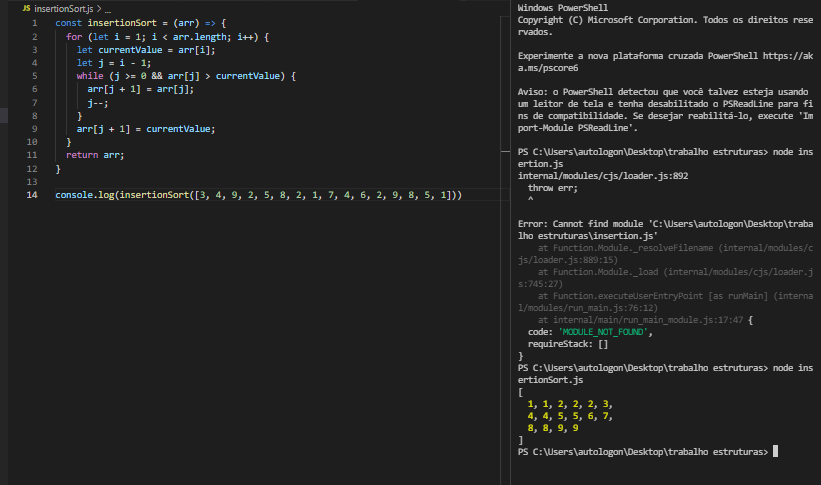 JS insertionSort.js > ...
1 const insertionSort = (arr) => {
2 for (let i = 1; i < arr.length; i++) {
3 let currentValue = arr[i];
4 let j = i - 1;
5 while (j >= 0 && arr[j] > currentValue) {
6 arr[j + 1] = arr[j];
7 j--;
8 }
9 arr[j + 1] = currentValue;
10 }
11 return arr;
12 }
13
14 console.log(insertionSort([3, 4, 9, 2, 5, 8, 2, 1, 7, 4, 6, 2, 9, 8, 5, 1]))
Windows PowerShell
Copyright (C) Microsoft Corporation. Todos os direitos rese
rvados.
Experimente a nova plataforma cruzada PowerShell https://ak
a.ms/pscore6
Aviso: o PowerShell detectou que você talvez esteja usando
um leitor de tela e tenha desabilitado o PSReadLine para fi
ns de compatibilidade. Se desejar reabilitá-lo, execute 'Im
port-Module PSReadLine'.
PS C:\Users\autologon\Desktop\trabalho estruturas> node ins
ertion.js
internal/modules/cjs/loader.js:892
throw err;
^
Error: Cannot find module 'C:\Users\autologon\Desktop\traba
lho estruturas\insertion.js'
at Function.Module._resolveFilename (internal/modules/c
js/loader.js:889:15)
at Function.Module._load (internal/modules/cjs/loader.j
s:745:27)
at Function.executeUserEntryPoint [as runMain] (interna
l/modules/run_main.js:76:12)
at internal/main/run_main_module.js:17:47 {
code: 'MODULE_NOT_FOUND',
requireStack: []
}
PS C:\Users\autologon\Desktop\trabalho estruturas> node ins
ertionSort.js
[
1, 1, 2, 2, 2, 3,
4, 4, 5, 5, 6, 7,
8, 8, 9, 9
]
PS C:\Users\autologon\Desktop\trabalho estruturas>